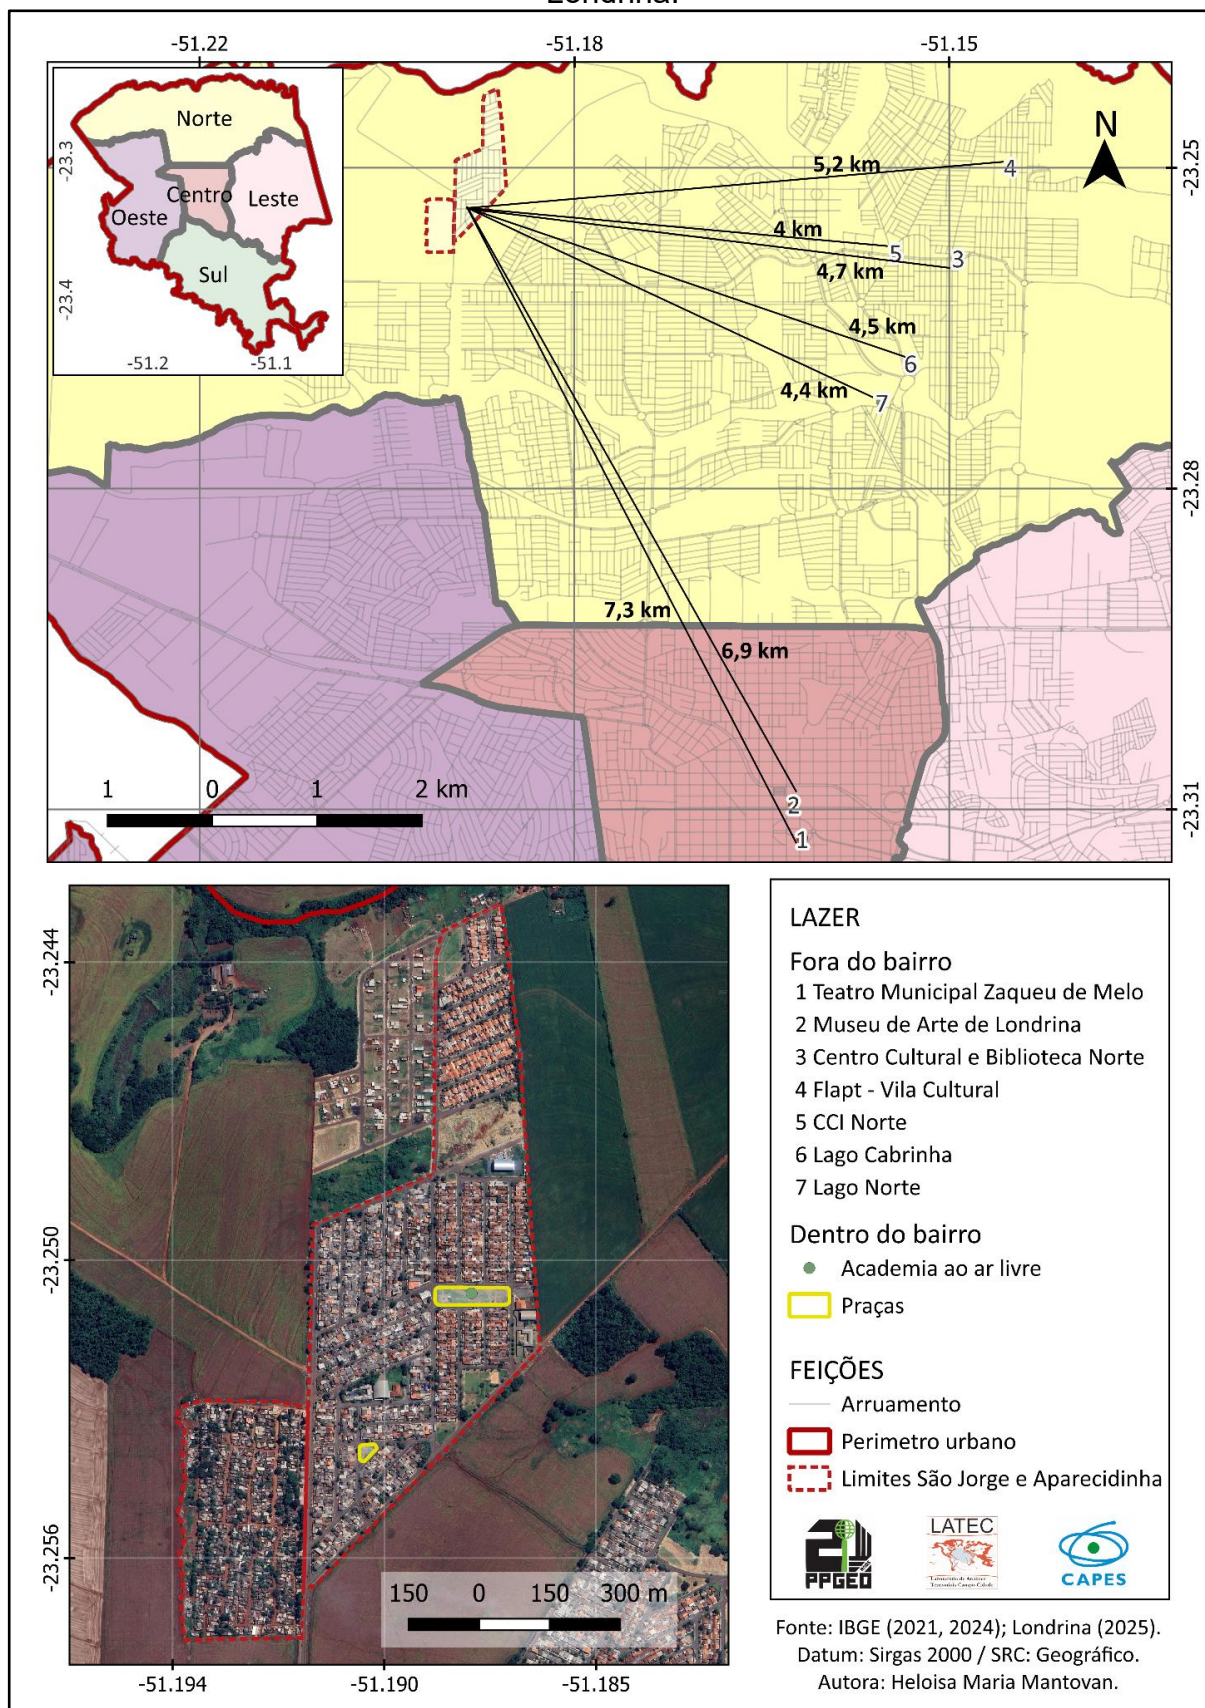 Londrina.
-51.22
-51.18
-51.15
Norte
Centro
Oeste
Leste
Sul
-23.3
-23.4
-51.2
-51.1
N
5,2 km
4
4 km
5
3
4,7 km
4,5 km
6
4,4 km
7
7,3 km
6,9 km
2
1
1 0 1 2 km
-23.25
-23.28
-23.31
-23.244
-23.250
-23.256
150 0 150 300 m
-51.194
-51.190
-51.185
LAZER
Fora do bairro
1 Teatro Municipal Zaqueu de Melo
2 Museu de Arte de Londrina
3 Centro Cultural e Biblioteca Norte
4 Flapt - Vila Cultural
5 CCI Norte
6 Lago Cabrinha
7 Lago Norte
Dentro do bairro
Academia ao ar livre
Praças
FEIÇÕES
Arruamento
Perimetro urbano
Limites São Jorge e Aparecidinha
PPGEO
LATEC
CAPES
Fonte: IBGE (2021, 2024); Londrina (2025).
Datum: Sirgas 2000 / SRC: Geográfico.
Autora: Heloisa Maria Mantovan.